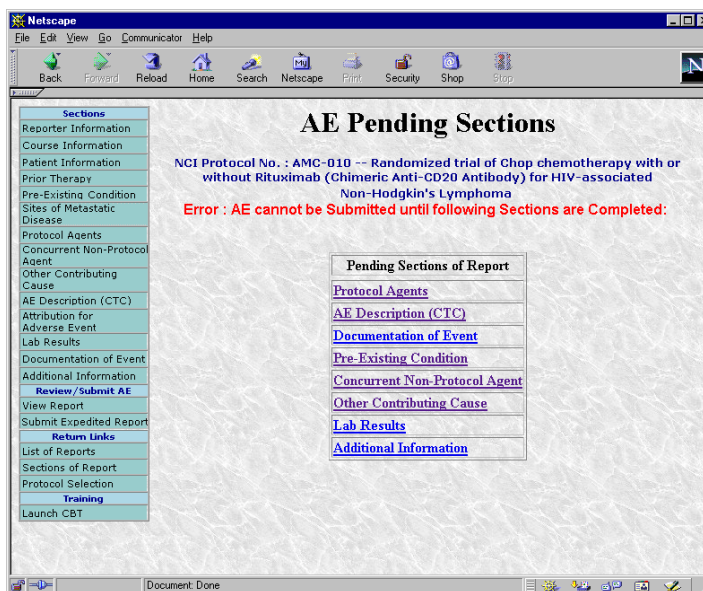 Netscape
File Edit View Go Communicator Help
Back Forward Reload Home Search Netscape Print Security Shop Stop
My
N
Sections
Reporter Information
Course Information
Patient Information
Prior Therapy
Pre-Existing Condition
Sites of Metastatic
Disease
Protocol Agents
Concurrent Non-Protocol
Agent
Other Contributing
Cause
AE Description (CTC)
Attribution for
Adverse Event
Lab Results
Documentation of Event
Additional Information
Review/Submit AE
View Report
Submit Expedited Report
Return Links
List of Reports
Sections of Report
Protocol Selection
Training
Launch CBT
AE Pending Sections
NCI Protocol No. : AMC-010 -- Randomized trial of Chop chemotherapy with or
without Rituximab (Chimeric Anti-CD20 Antibody) for HIV-associated
Non-Hodgkin's Lymphoma
Error : AE cannot be Submitted until following Sections are Completed:
Pending Sections of Report
Protocol Agents
AE Description (CTC)
Documentation of Event
Pre-Existing Condition
Concurrent Non-Protocol Agent
Other Contributing Cause
Lab Results
Additional Information
Document: Done